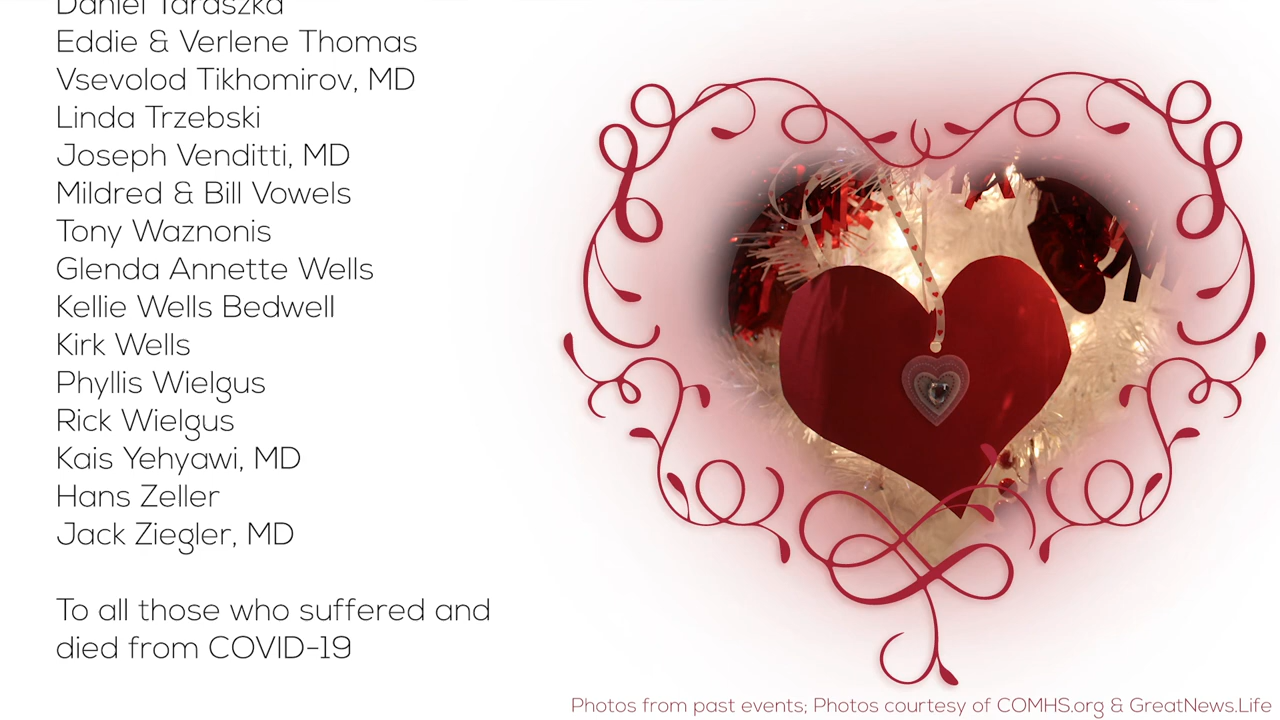 Daniel Taraszka
Eddie & Verlene Thomas
Vsevolod Tikhomirov, MD
Linda Trzebski
Joseph Venditti, MD
Mildred & Bill Vowels
Tony Waznonis
Glenda Annette Wells
Kellie Wells Bedwell
Kirk Wells
Phyllis Wielgus
Rick Wielgus
Kais Yehyawi, MD
Hans Zeller
Jack Ziegler, MD
To all those who suffered and
died from COVID-19
Photos from past events; Photos courtesy of COMHS.org & GreatNews.Life